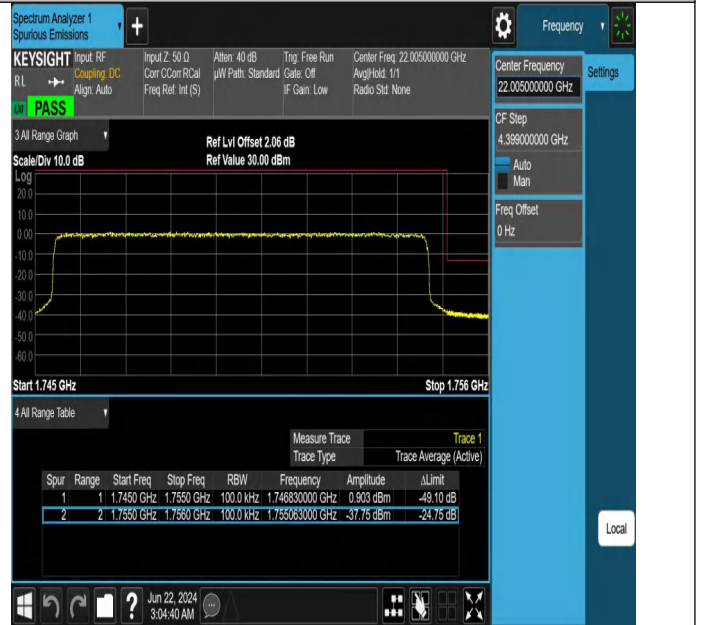 Spectrum Analyzer 1
Spurious Emissions
Frequency
KEYSIGHT Input: RF Input Z: 50 Ω Atten: 40 dB Trig: Free Run Center Freq: 22.005000000 GHz
RL Coupling: DC Corr CCorr RCal µW Path: Standard Gate: Off Avg|Hold: 1/1
Align: Auto Freq Ref: Int (S) IF Gain: Low Radio Std: None
PASS
Center Frequency
22.005000000 GHz
Settings
CF Step
4.399000000 GHz
Auto
Man
Freq Offset
0 Hz
3 All Range Graph
Ref Lvl Offset 2.06 dB
Scale/Div 10.0 dB Ref Value 30.00 dBm
Log
20.0
10.0
0.00
-10.0
-20.0
-30.0
-40.0
-50.0
-60.0
Start 1.745 GHz Stop 1.756 GHz
4 All Range Table
Measure Trace Trace 1
Trace Type Trace Average (Active)
Spur Range Start Freq Stop Freq RBW Frequency Amplitude ΔLimit
1 1 1.7450 GHz 1.7550 GHz 100.0 kHz 1.746830000 GHz 0.903 dBm -49.10 dB
2 2 1.7550 GHz 1.7560 GHz 100.0 kHz 1.755063000 GHz -37.75 dBm -24.75 dB
Local
Jun 22, 2024
3:04:40 AM